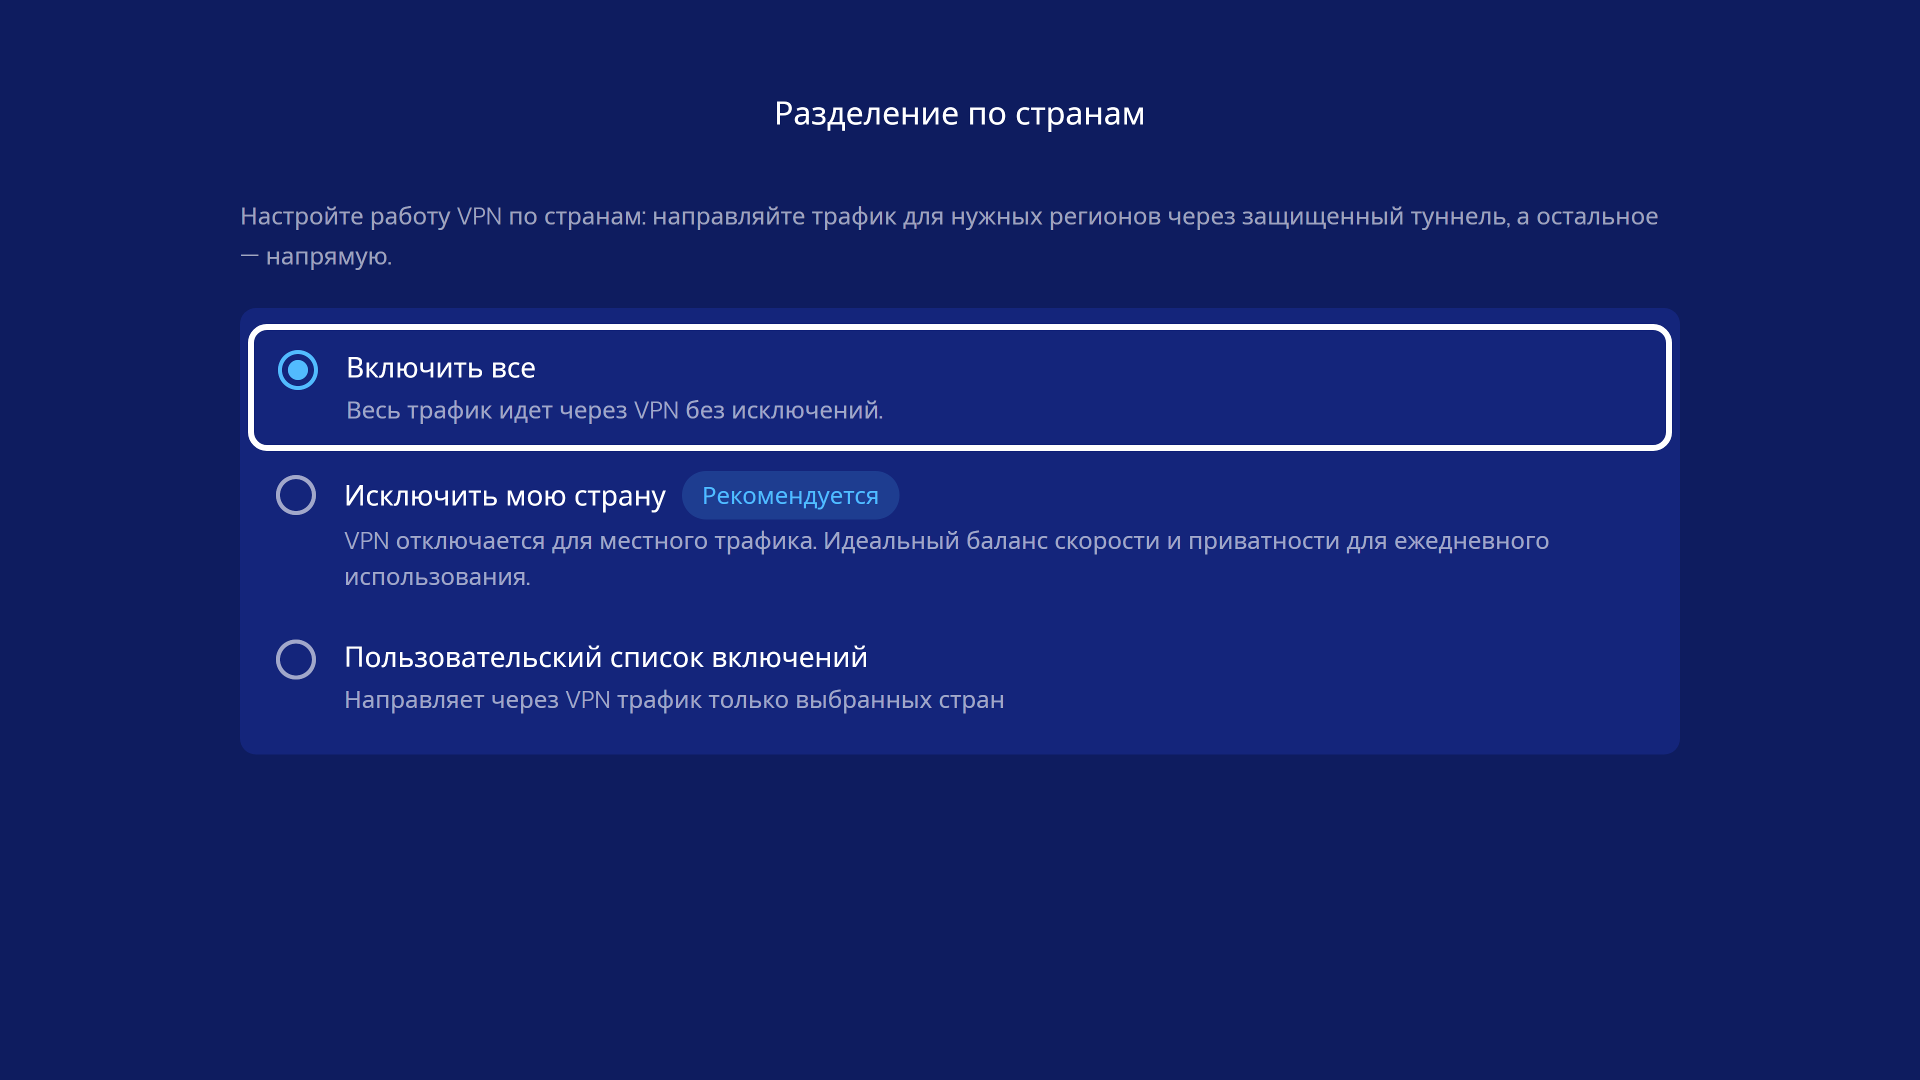 Разделение по странам
Настройте работу VPN по странам: направляйте трафик для нужных регионов через защищенный туннель, а остальное
— напрямую.
Включить все
Весь трафик идет через VPN без исключений.
Исключить мою страну Рекомендуется
VPN отключается для местного трафика. Идеальный баланс скорости и приватности для ежедневного
использования.
Пользовательский список включений
Направляет через VPN трафик только выбранных стран